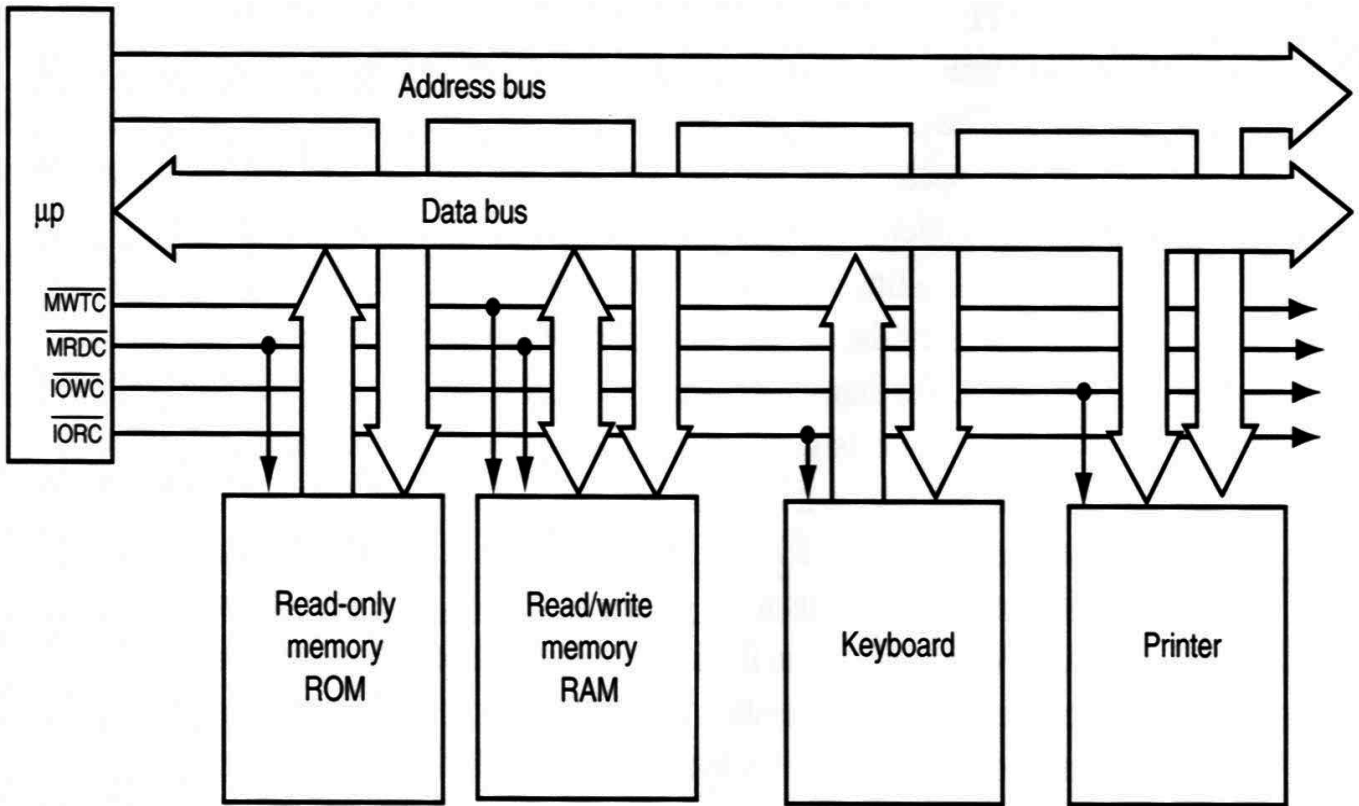 Address bus
μp
Data bus
MWTC
MRDC
IOWC
IORC
Read-only
memory
ROM
Read/write
memory
RAM
Keyboard
Printer